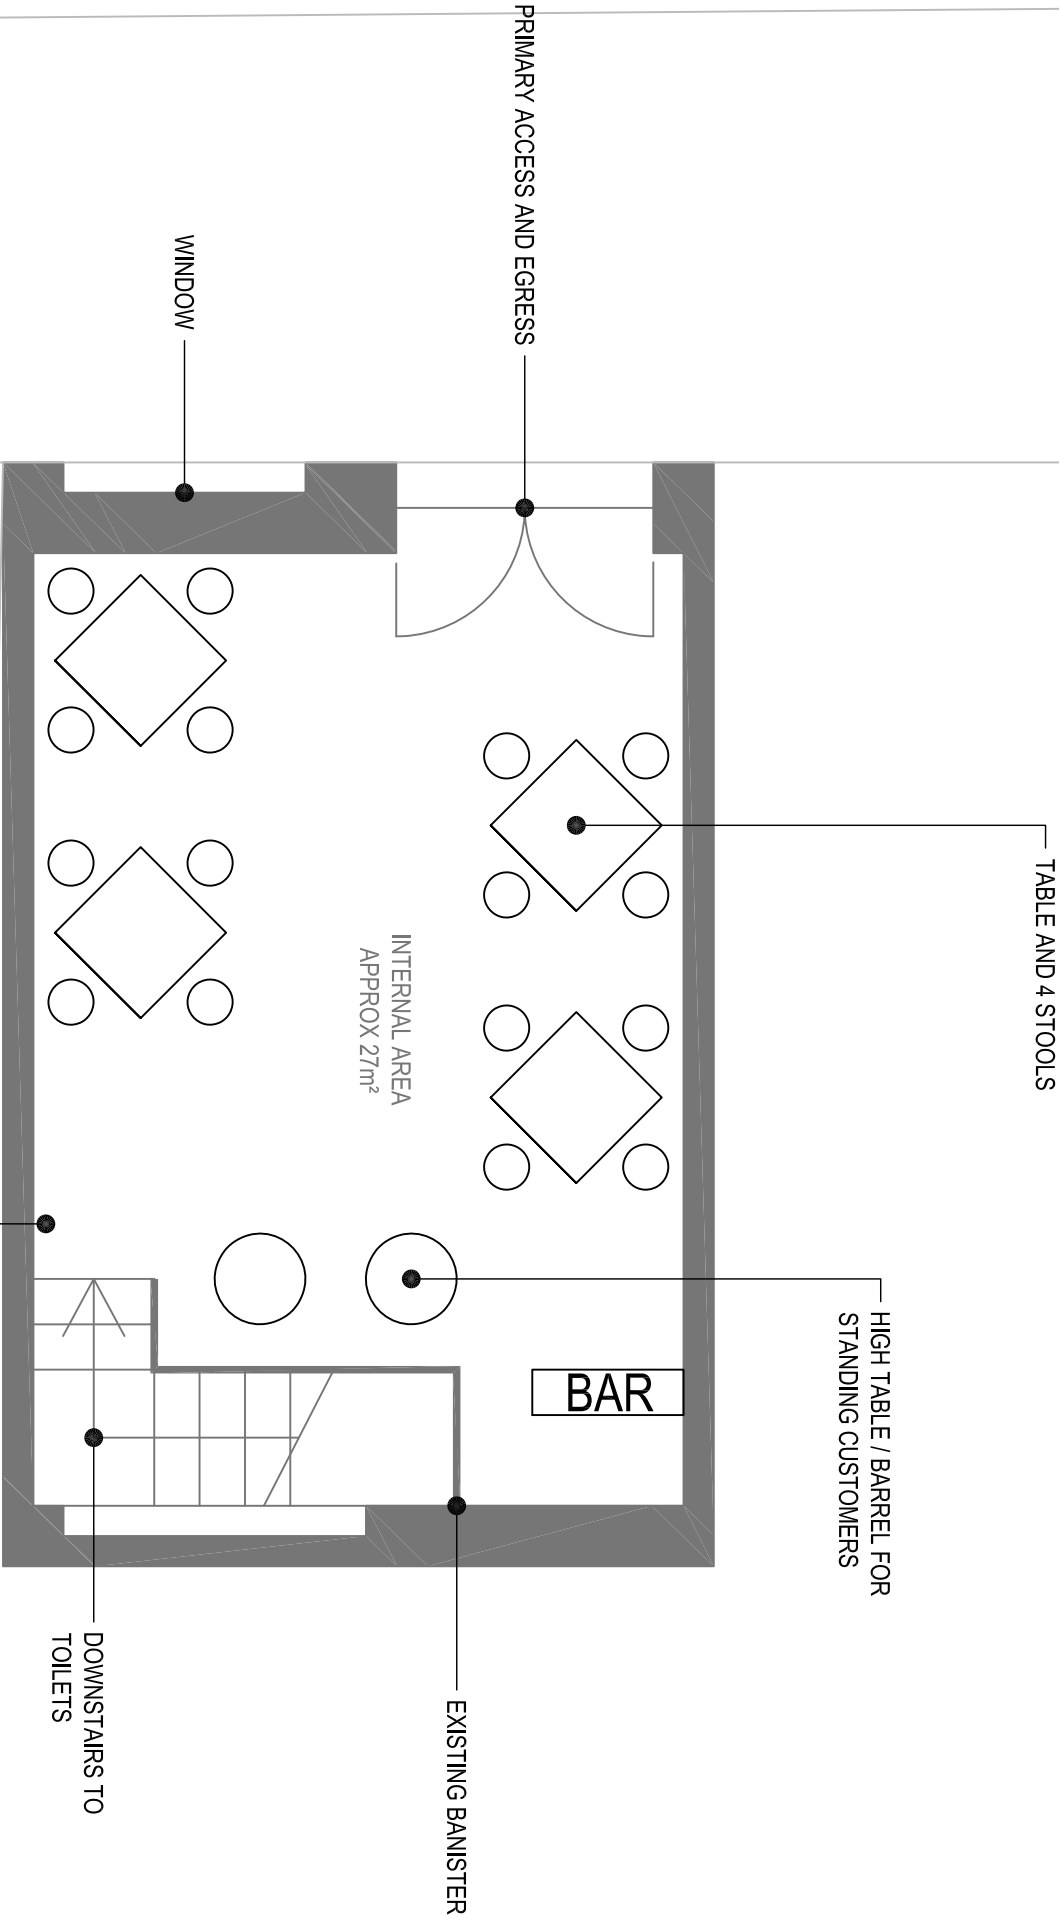 PRIMARY ACCESS AND EGRESS
WINDOW
TABLE AND 4 STOOLS
INTERNAL AREA
APPROX 27m²
HIGH TABLE / BARREL FOR
STANDING CUSTOMERS
BAR
DOWNSTAIRS TO
TOILETS
EXISTING BANISTER